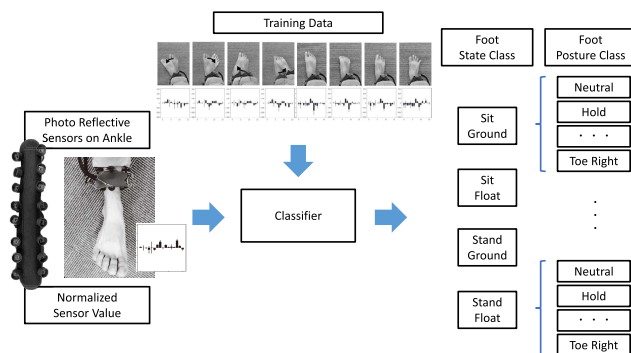 Training Data
Foot
State Class
Foot
Posture Class
Photo Reflective
Sensors on Ankle
Normalized
Sensor Value
Classifier
Sit
Ground
Sit
Float
Stand
Ground
Stand
Float
Neutral
Hold
· · ·
Toe Right
·
·
·
Neutral
Hold
· · ·
Toe Right